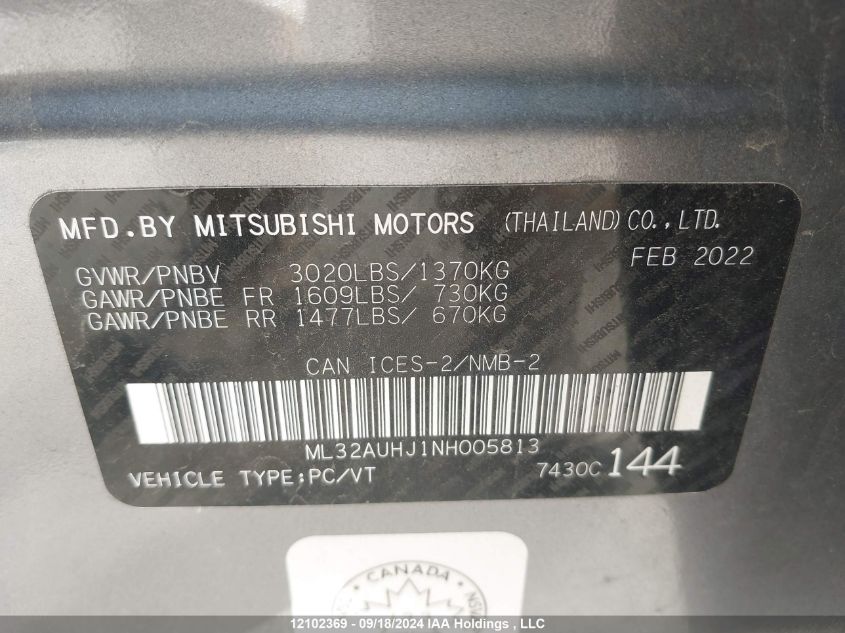 MFD.BY MITSUBISHI MOTORS (THAILAND) CO., LTD.
FEB 2022
GVWR/PNBV 3020LBS/1370KG
GAWR/PNBE FR 1609LBS/ 730KG
GAWR/PNBE RR 1477LBS/ 670KG
CAN ICES-2/NMB-2
ML32AUHJ1NH005813
VEHICLE TYPE:PC/VT 7430C 144
CANADA
12102369 - 09/18/2024 IAA Holdings , LLC